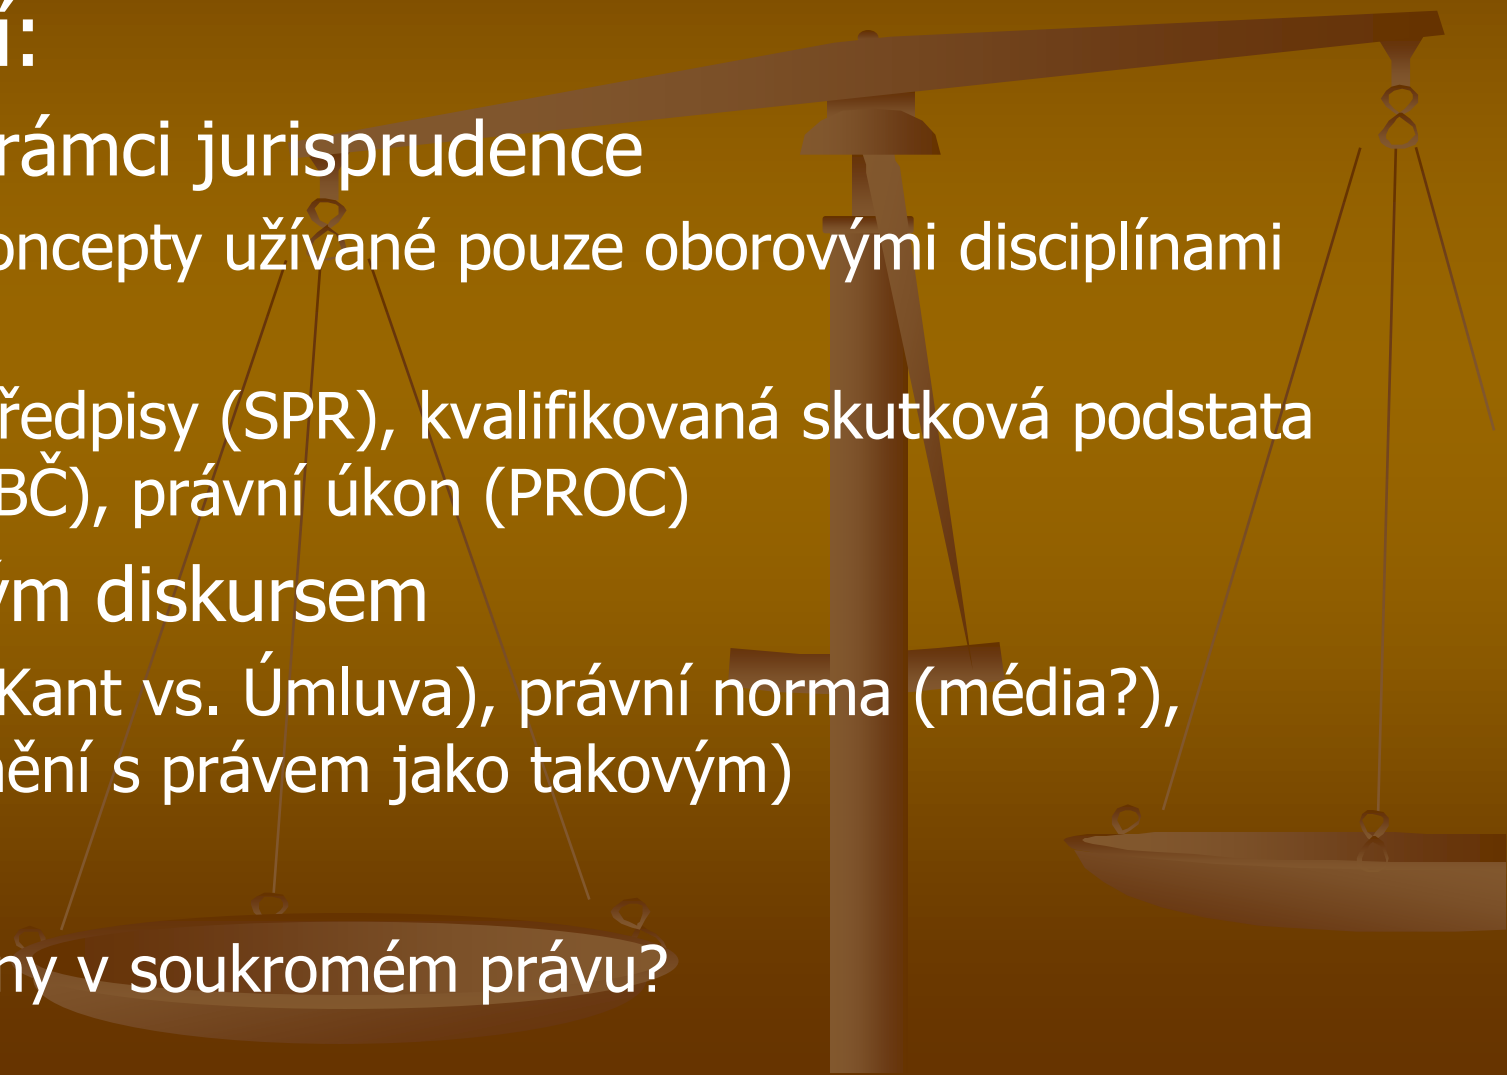 í:
rámci jurisprudence
oncepty užívané pouze oborovými disciplínami
ředpisy (SPR), kvalifikovaná skutková podstata
BČ), právní úkon (PROC)
ým diskursem
Kant vs. Úmluva), právní norma (média?),
nění s právem jako takovým)
ny v soukromém právu?